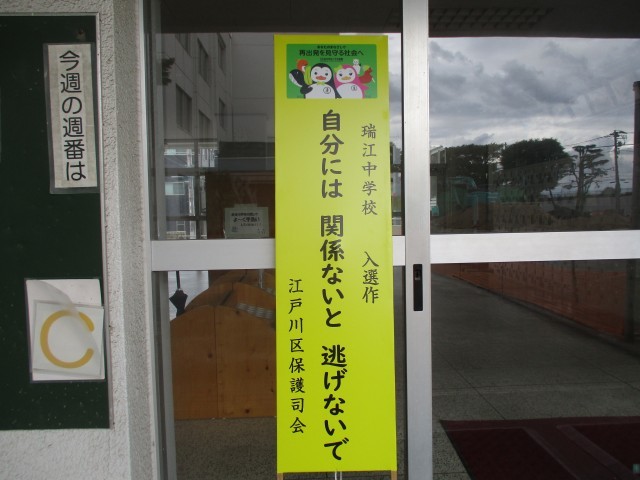 今週の週番は
C
再出発を見守る社会へ
瑞江中学校 入選作
自分には 関係ないと 逃げないで
江戸川区保護司会